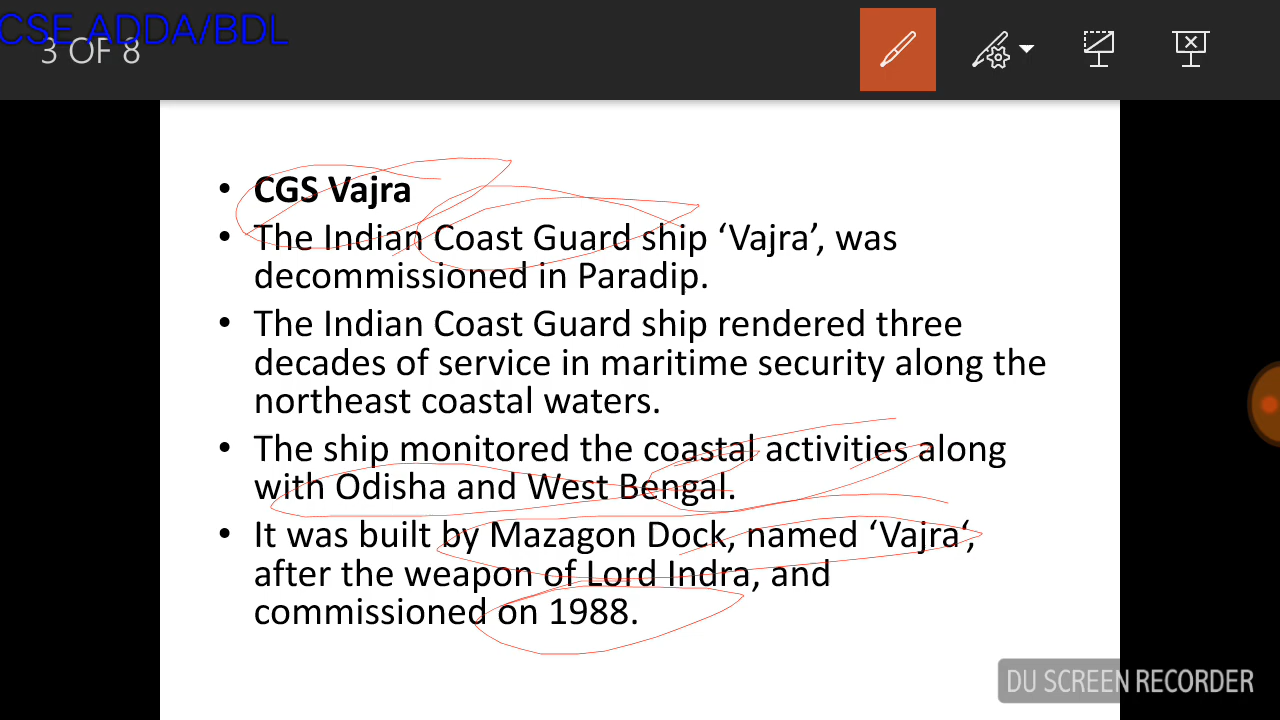 CSE ADDA/BDL
3 OF 8
• CGS Vajra
• The Indian Coast Guard ship ‘Vajra’, was
decommissioned in Paradip.
• The Indian Coast Guard ship rendered three
decades of service in maritime security along the
northeast coastal waters.
• The ship monitored the coastal activities along
with Odisha and West Bengal.
• It was built by Mazagon Dock, named ‘Vajra‘,
after the weapon of Lord Indra, and
commissioned on 1988.
DU SCREEN RECORDER